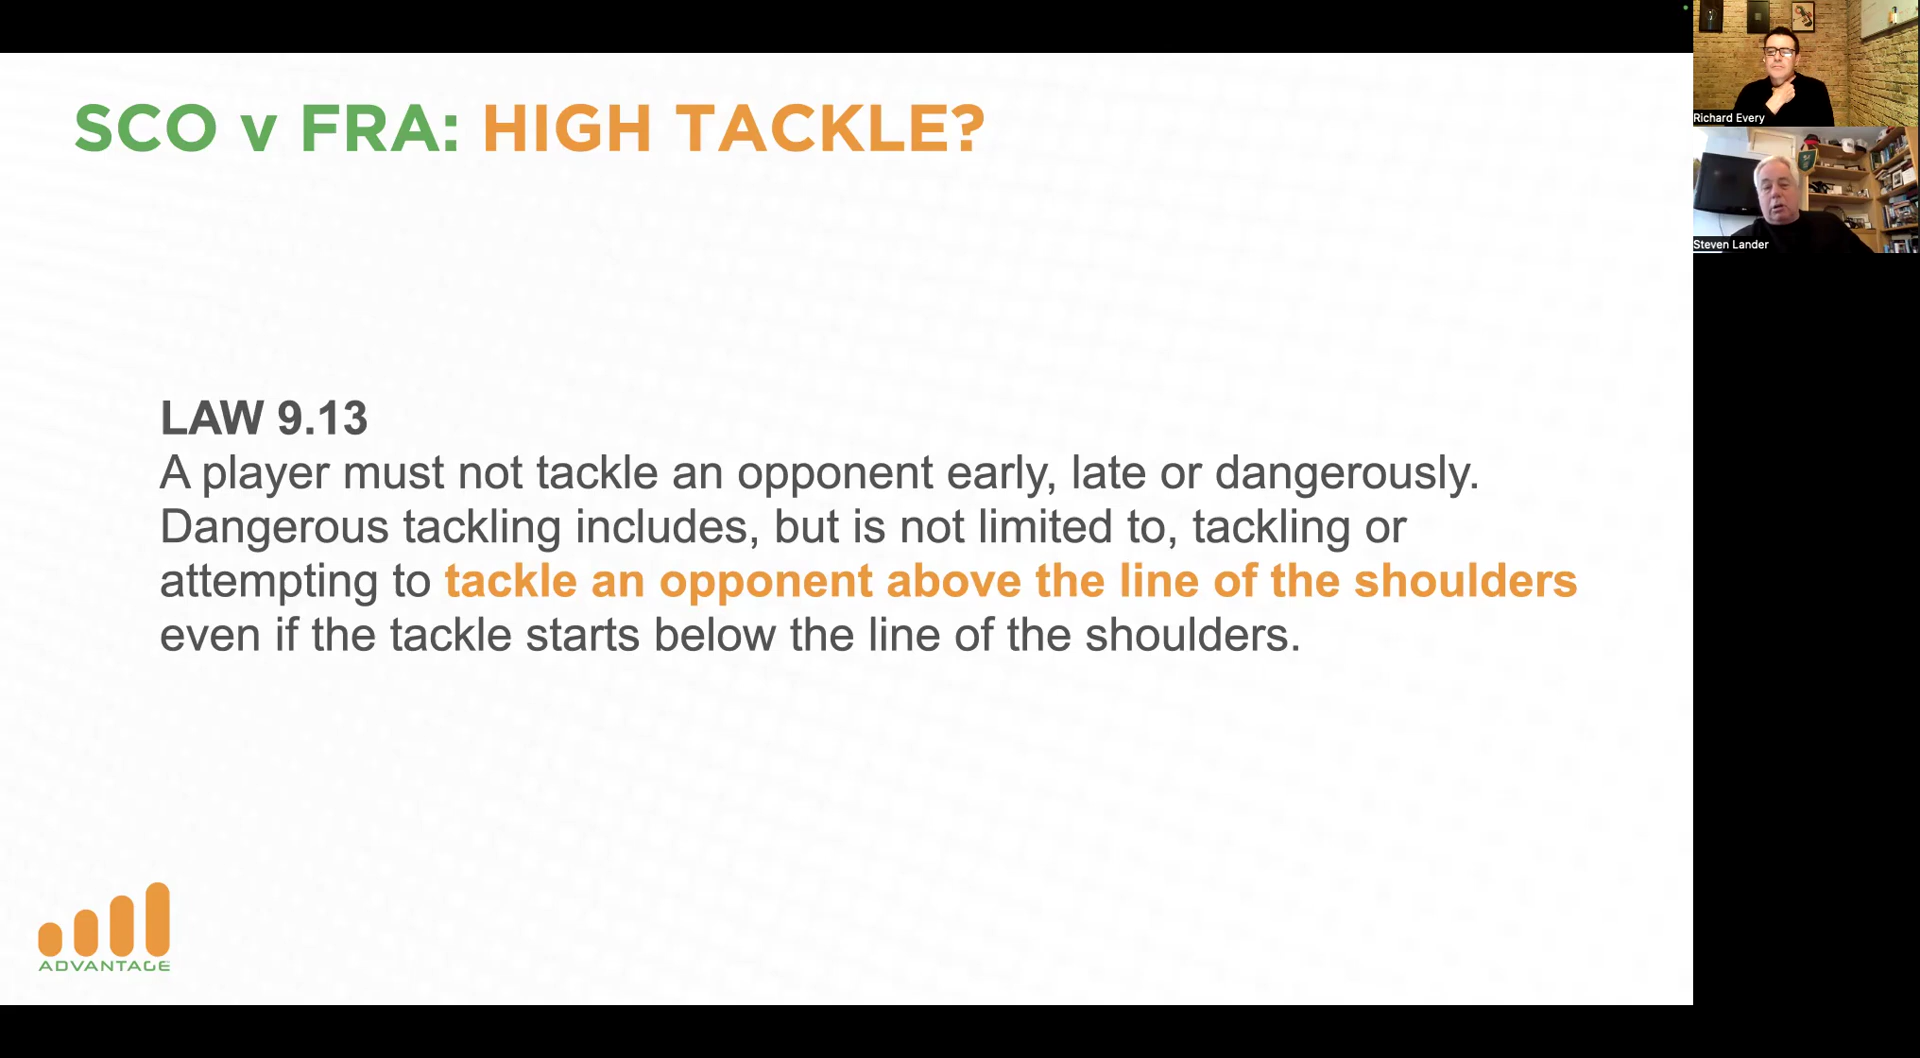 SCO v FRA: HIGH TACKLE?
LAW 9.13
A player must not tackle an opponent early, late or dangerously.
Dangerous tackling includes, but is not limited to, tackling or
attempting to tackle an opponent above the line of the shoulders
even if the tackle starts below the line of the shoulders.
ADVANTAGE
Richard Every
Steven Lander